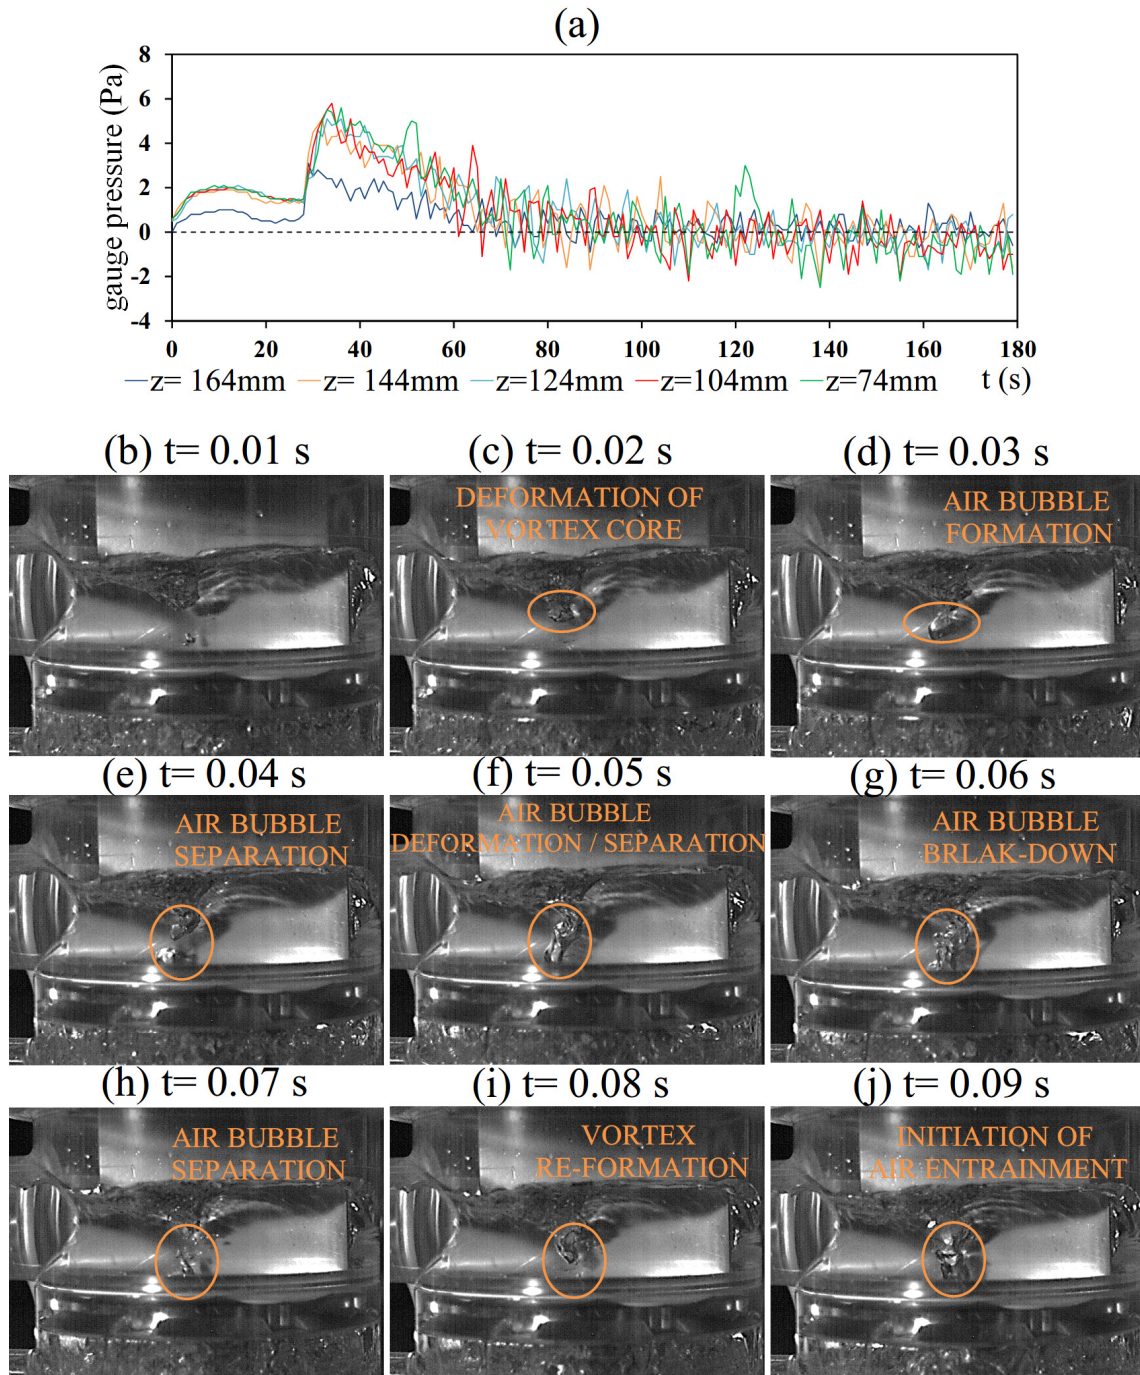 (a)
gauge pressure (Pa)
8
6
4
2
0
-2
-4
0 20 40 60 80 100 120 140 160 180
z= 164mm z= 144mm z=124mm z=104mm z=74mm t (s)
(b) t= 0.01 s (c) t= 0.02 s (d) t= 0.03 s
DEFORMATION OF
VORTEX CORE
AIR BUBBLE
FORMATION
(e) t= 0.04 s (f) t= 0.05 s (g) t= 0.06 s
AIR BUBBLE
SEPARATION
AIR BUBBLE
DEFORMATION / SEPARATION
AIR BUBBLE
BRLAK-DOWN
(h) t= 0.07 s (i) t= 0.08 s (j) t= 0.09 s
AIR BUBBLE
SEPARATION
VORTEX
RE-FORMATION
INITIATION OF
AIR ENTRAINMENT